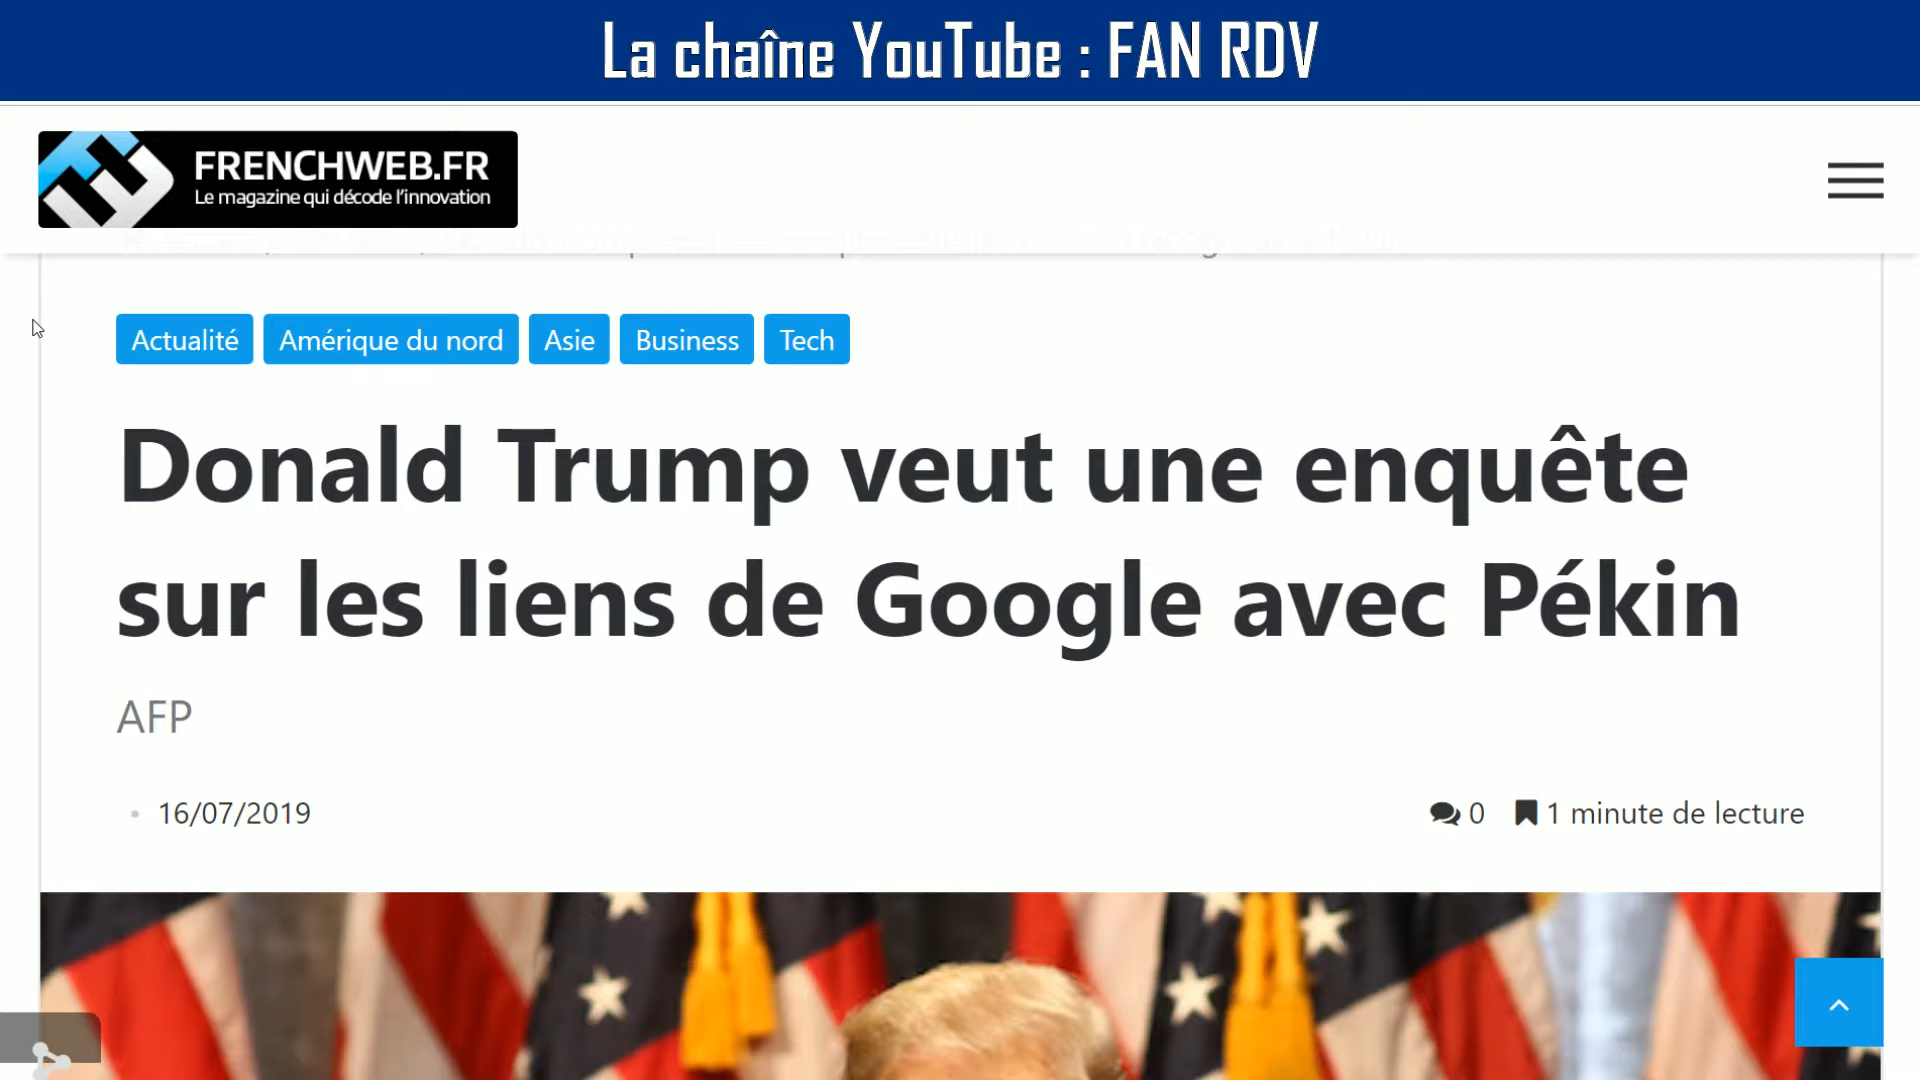 La chaîne YouTube : FAN RDV
FRENCHWEB.FR
Le magazine qui décode l'innovation
Actualité Amérique du nord Asie Business Tech
Donald Trump veut une enquête
sur les liens de Google avec Pékin
AFP
16/07/2019 0 1 minute de lecture